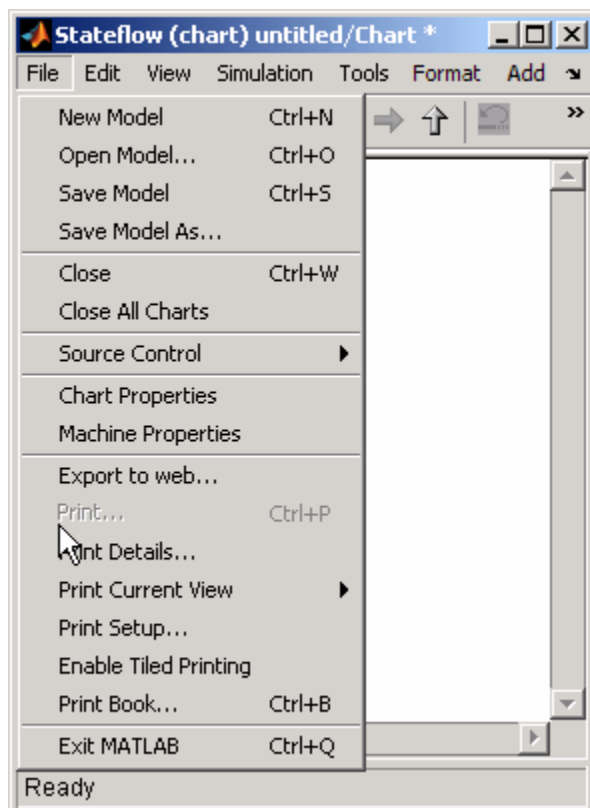 Stateflow (chart) untitled/Chart *
File Edit View Simulation Tools Format Add
New Model Ctrl+N
Open Model... Ctrl+O
Save Model Ctrl+S
Save Model As...
Close Ctrl+W
Close All Charts
Source Control
Chart Properties
Machine Properties
Export to web...
Print... Ctrl+P
Print Details...
Print Current View
Print Setup...
Enable Tiled Printing
Print Book... Ctrl+B
Exit MATLAB Ctrl+Q
Ready